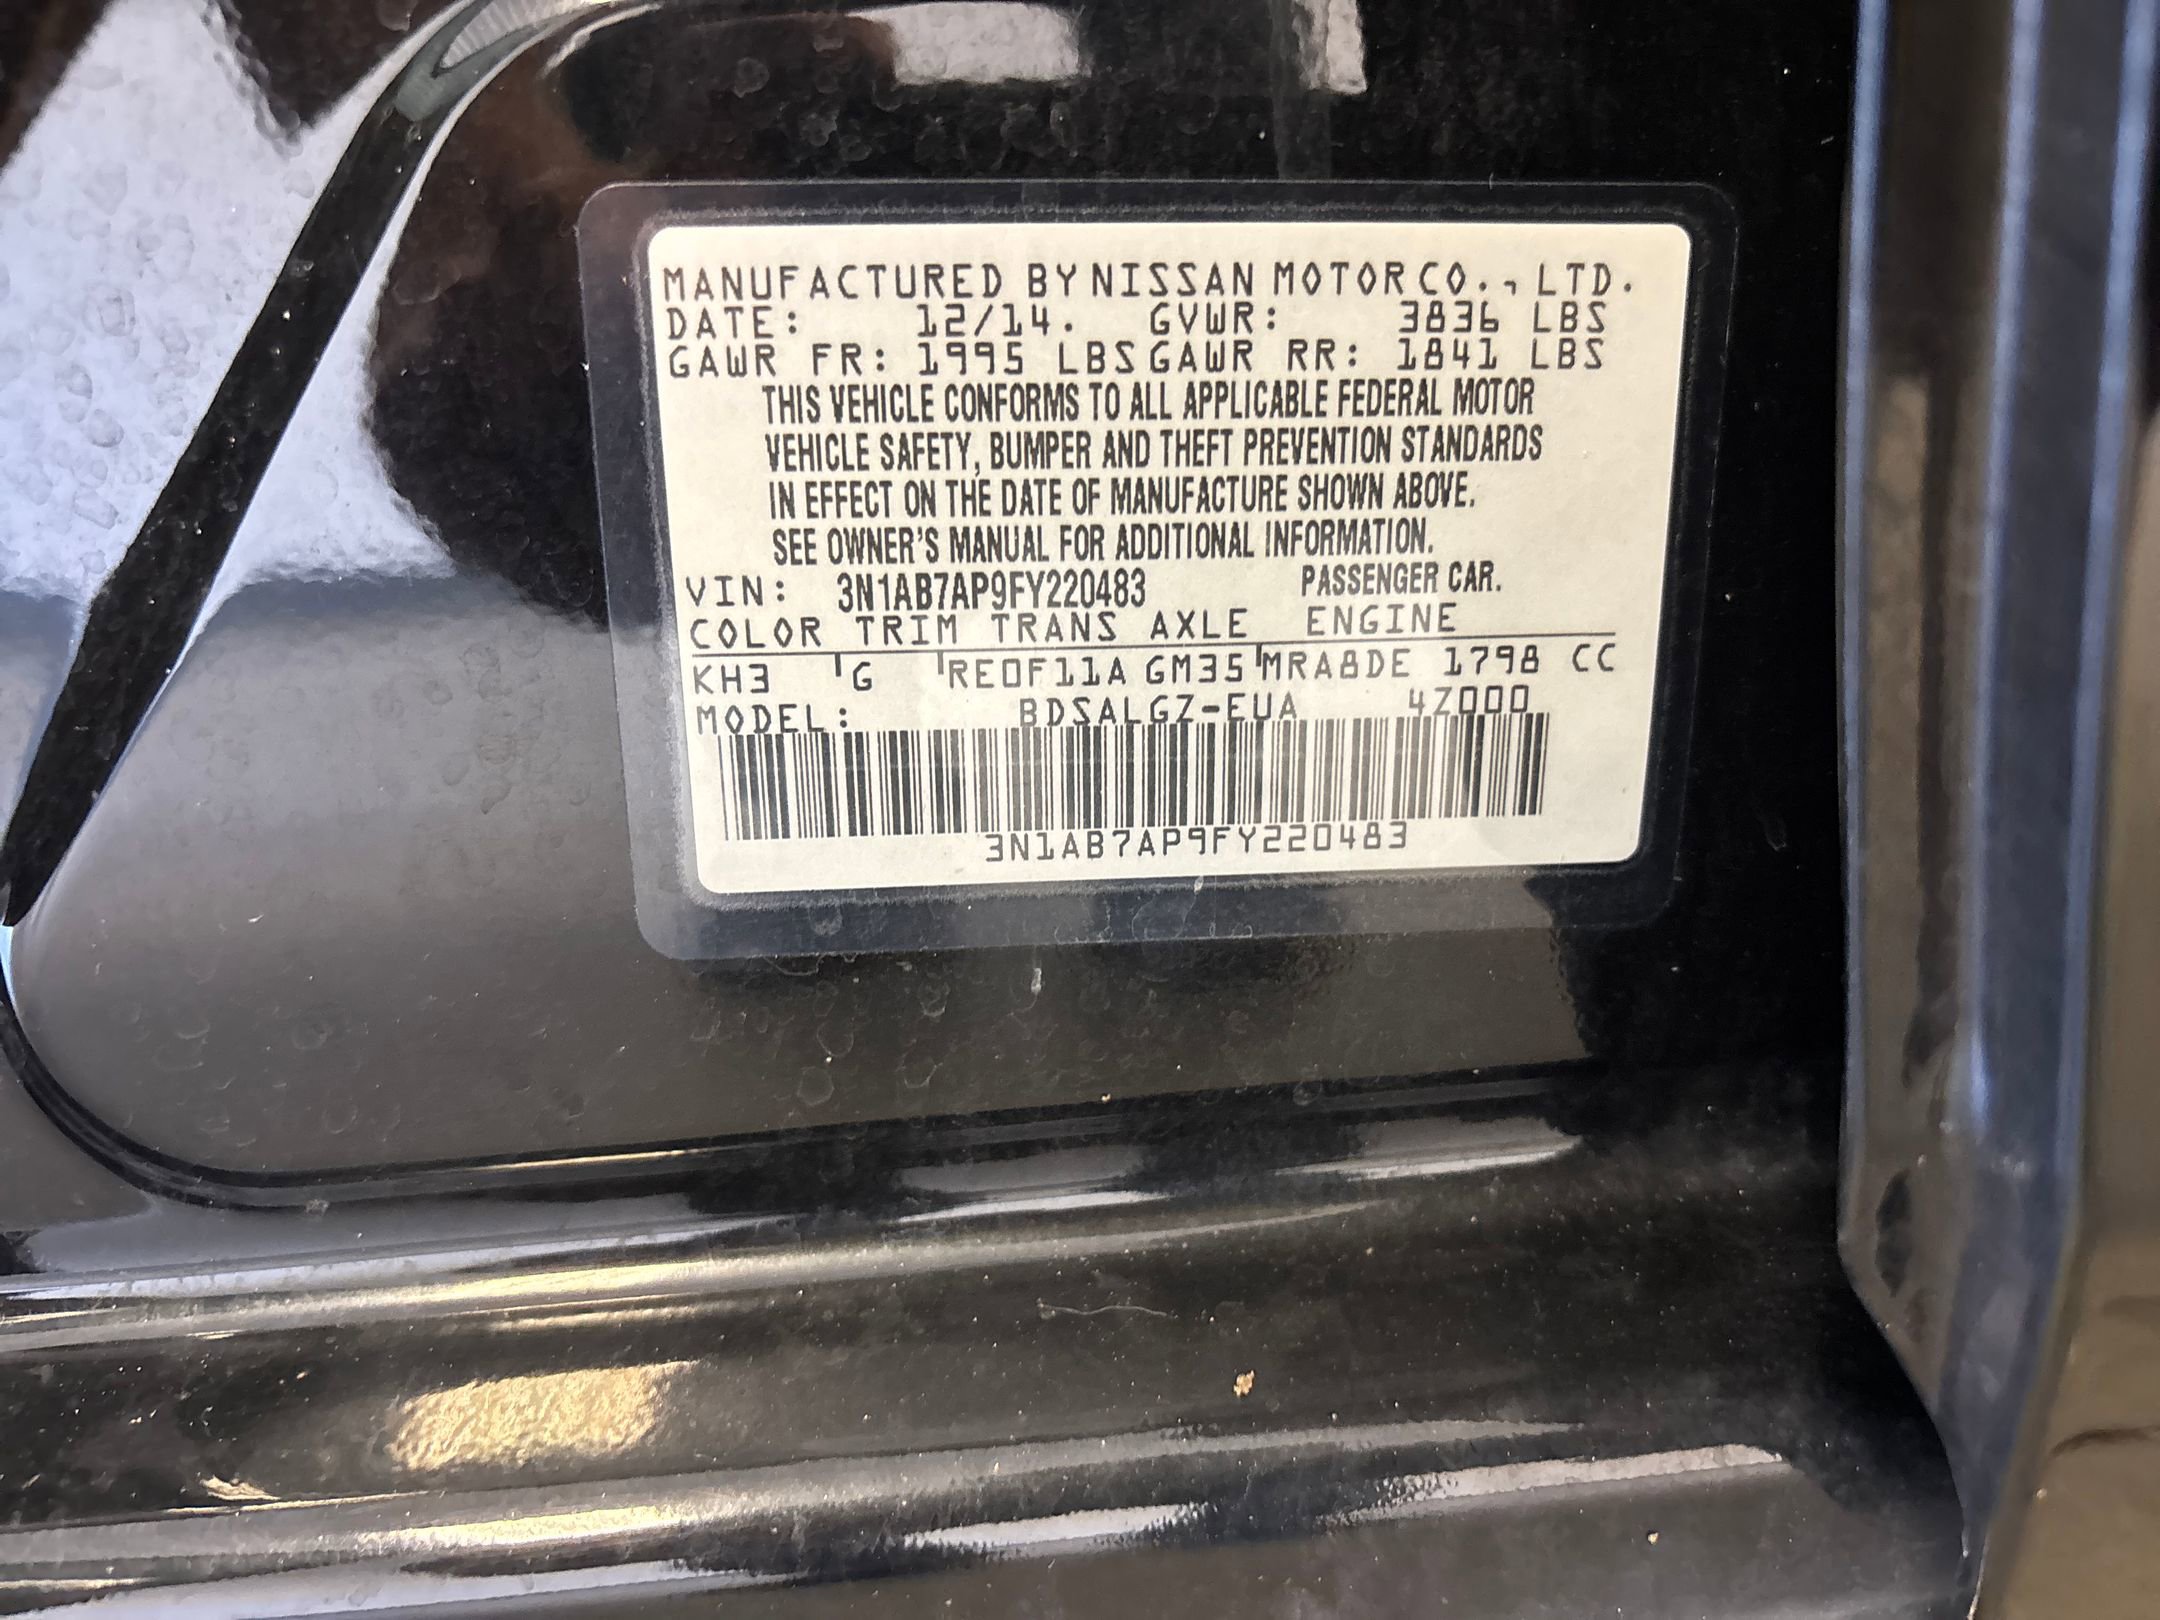 MANUFACTURED BY NISSAN MOTOR CO., LTD.
DATE: 12/14. GVWR: 3836 LBS
GAWR FR: 1995 LBS GAWR RR: 1841 LBS
THIS VEHICLE CONFORMS TO ALL APPLICABLE FEDERAL MOTOR
VEHICLE SAFETY, BUMPER AND THEFT PREVENTION STANDARDS
IN EFFECT ON THE DATE OF MANUFACTURE SHOWN ABOVE.
SEE OWNER'S MANUAL FOR ADDITIONAL INFORMATION.
VIN: 3N1AB7AP9FY220483 PASSENGER CAR.
COLOR TRIM TRANS AXLE ENGINE
KH3 G RE0F11A GM35 MRA8DE 1798 CC
MODEL: BDSALGZ-EUA 4Z000
3N1AB7AP9FY220483